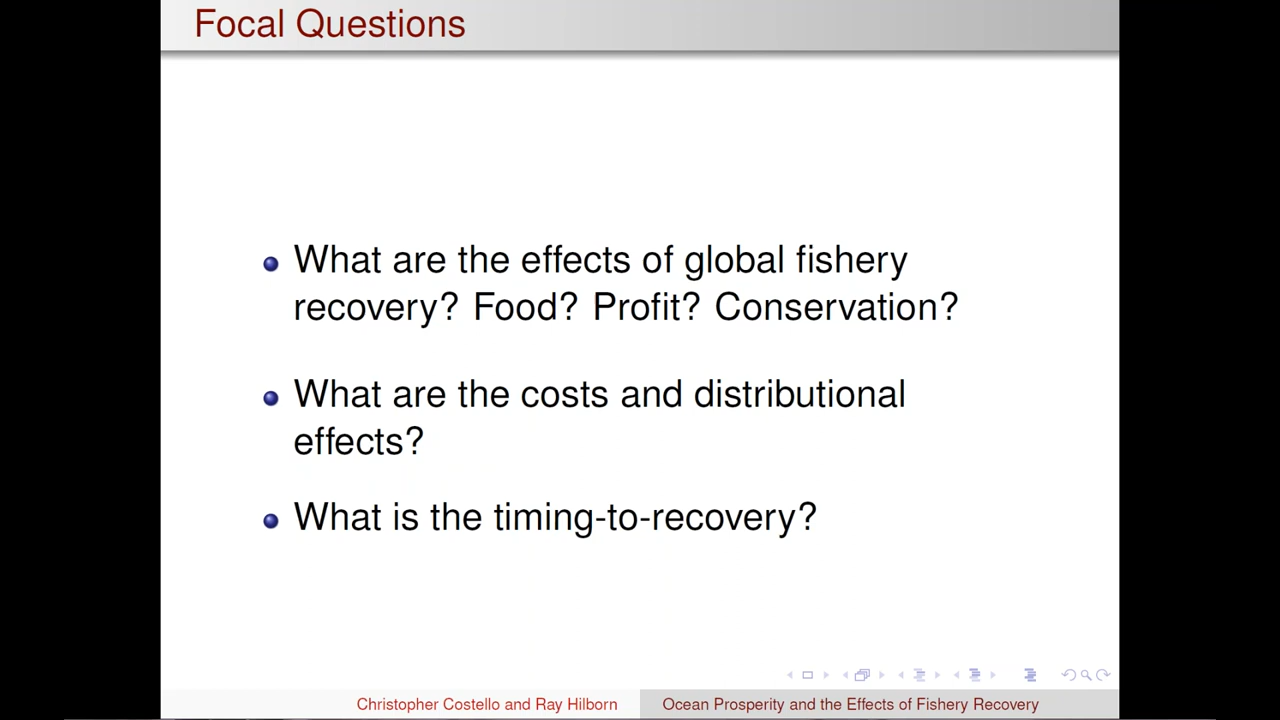 Focal Questions
What are the effects of global fishery
recovery? Food? Profit? Conservation?
What are the costs and distributional
effects?
What is the timing-to-recovery?
Christopher Costello and Ray Hilborn
Ocean Prosperity and the Effects of Fishery Recovery